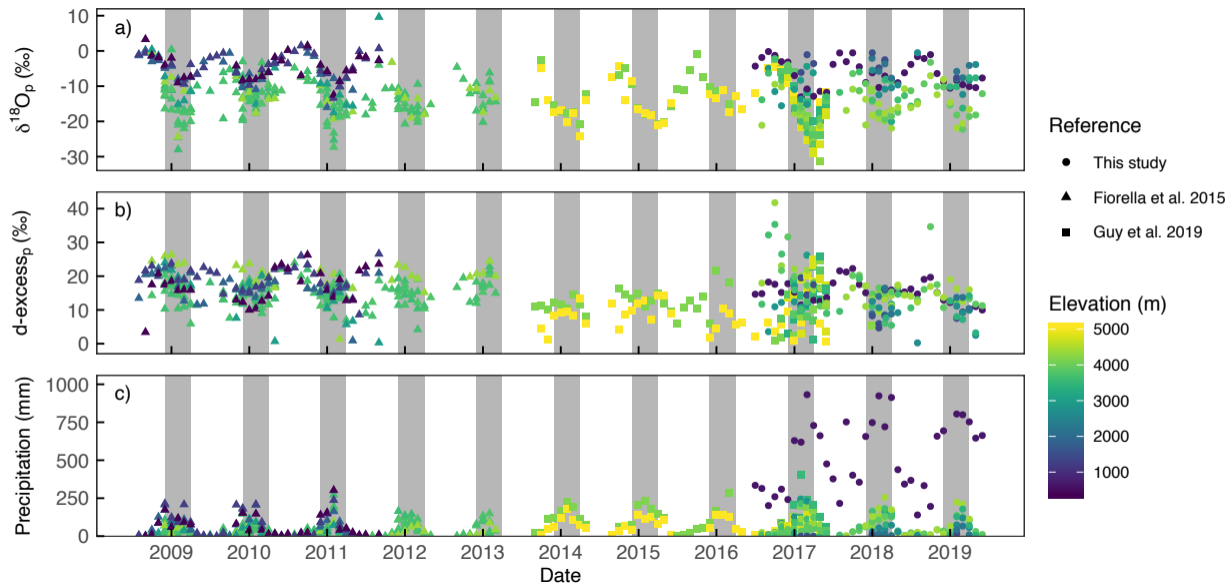 a)
δ18Op (‰)
10
0
-10
-20
-30
b)
d-excessp (‰)
40
30
20
10
0
c)
Precipitation (mm)
1000
750
500
250
0
2009 2010 2011 2012 2013 2014 2015 2016 2017 2018 2019
Date
Reference
This study
Fiorella et al. 2015
Guy et al. 2019
Elevation (m)
5000
4000
3000
2000
1000